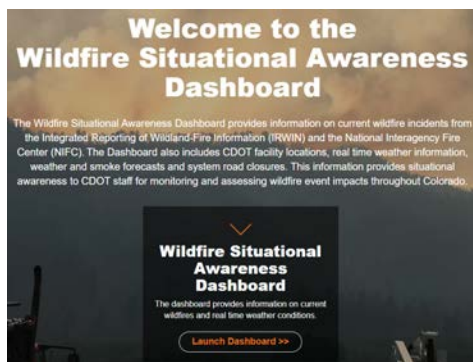 Welcome to the
Wildfire Situational Awareness
Dashboard
The Wildfire Situational Awareness Dashboard provides information on current wildfire incidents from
the Integrated Reporting of Wildland-Fire Information (IRWIN) and the National Interagency Fire
Center (NIFC). The Dashboard also includes CDOT facility locations, real time weather information,
weather and smoke forecasts and system road closures. This information provides situational
awareness to CDOT staff for monitoring and assessing wildfire event impacts throughout Colorado.
Wildfire Situational
Awareness
Dashboard
The dashboard provides information on current
wildfires and real time weather conditions.
Launch Dashboard >>